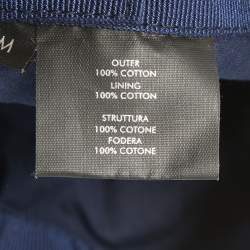 M
OUTER
100% COTTON
LINING
100% COTTON
STRUTTURA
100% COTONE
FODERA
100% COTONE